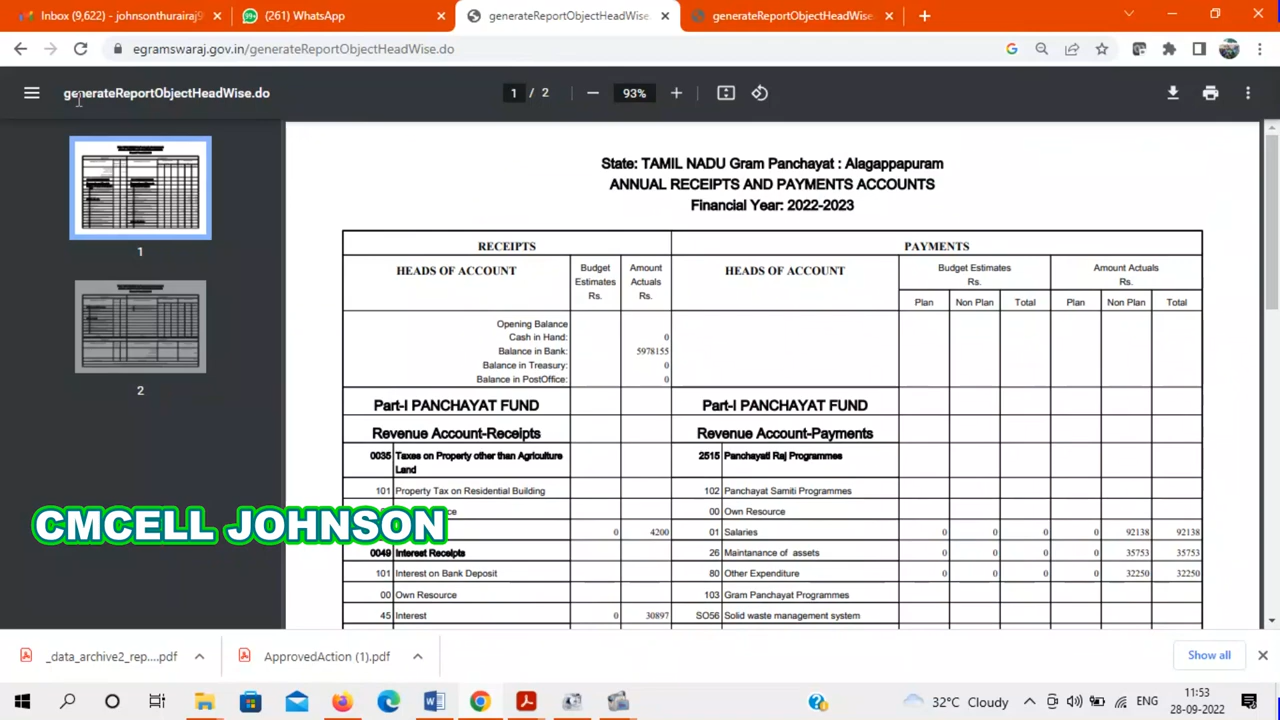 Inbox (9,622) - johnsonthurairaj9
(261) WhatsApp
generateReportObjectHeadWise.
generateReportObjectHeadWise.
egramswaraj.gov.in/generateReportObjectHeadWise.do
generateReportObjectHeadWise.do
1 / 2
93%
1
2
State: TAMIL NADU Gram Panchayat : Alagappapuram
ANNUAL RECEIPTS AND PAYMENTS ACCOUNTS
Financial Year: 2022-2023
RECEIPTS PAYMENTS
HEADS OF ACCOUNT Budget Estimates Rs. Amount Actuals Rs. HEADS OF ACCOUNT Budget Estimates Rs. Amount Actuals Rs.
Plan Non Plan Total Plan Non Plan Total
Opening Balance
Cash in Hand: 0
Balance in Bank: 5978155
Balance in Treasury: 0
Balance in PostOffice: 0
Part-I PANCHAYAT FUND Part-I PANCHAYAT FUND
Revenue Account-Receipts Revenue Account-Payments
0035 Taxes on Property other than Agriculture Land 2515 Panchayati Raj Programmes
101 Property Tax on Residential Building 102 Panchayat Samiti Programmes
00 Own Resource
0 4200 01 Salaries 0 0 0 0 92138 92138
0049 Interest Receipts 26 Maintanance of assets 0 0 0 0 35753 35753
101 Interest on Bank Deposit 80 Other Expenditure 0 0 0 0 32250 32250
00 Own Resource 103 Gram Panchayat Programmes
45 Interest 0 30897 SO56 Solid waste management system
CMCELL JOHNSON
_data_archive2_rep....pdf
ApprovedAction (1).pdf
Show all
32°C Cloudy
ENG
11:53
28-09-2022